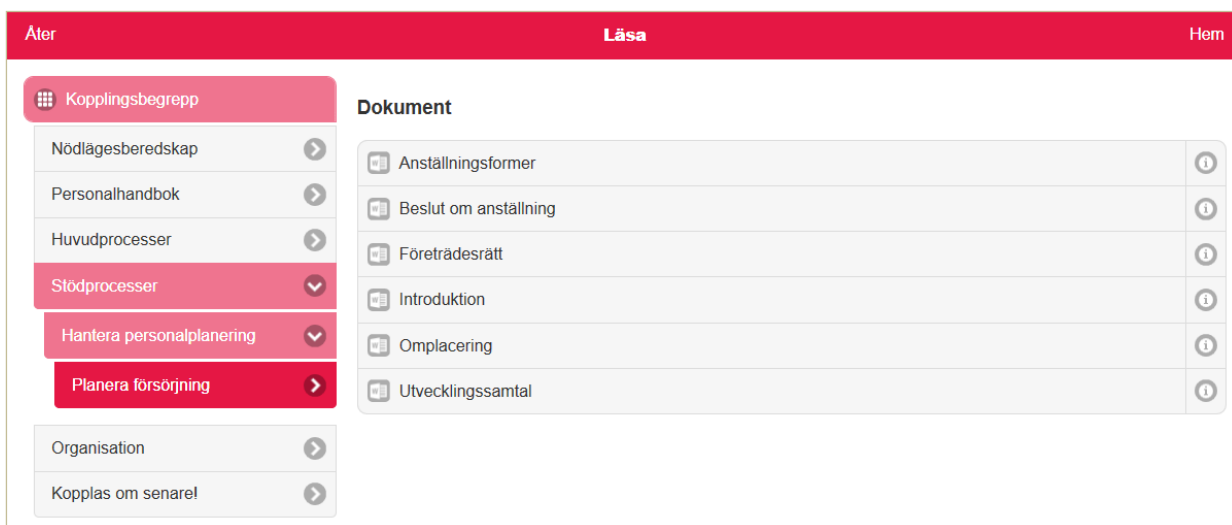 Åter
Läsa
Hem
Kopplingsbegrepp
Nödlägesberedskap
Personalhandbok
Huvudprocesser
Stödprocesser
Hantera personalplanering
Planera försörjning
Organisation
Kopplas om senare!
Dokument
Anställningsformer
Beslut om anställning
Företrädesrätt
Introduktion
Omplacering
Utvecklingssamtal